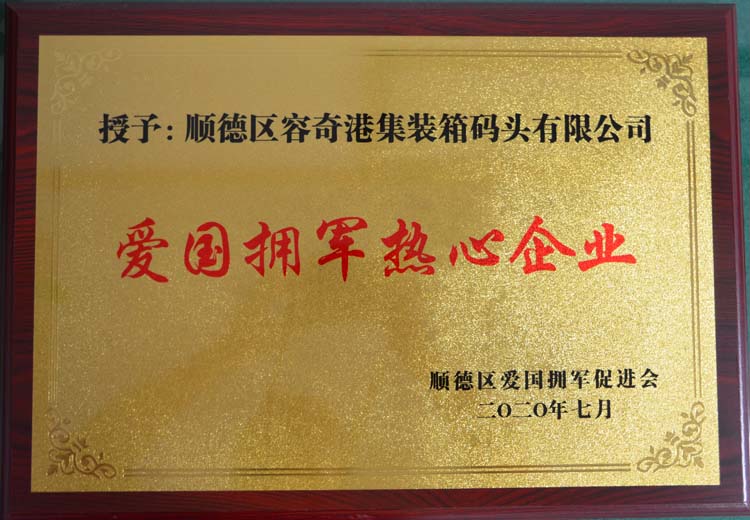 授予：顺德区容奇港集装箱码头有限公司
爱国拥军热心企业
顺德区爱国拥军促进会
二〇二〇年七月